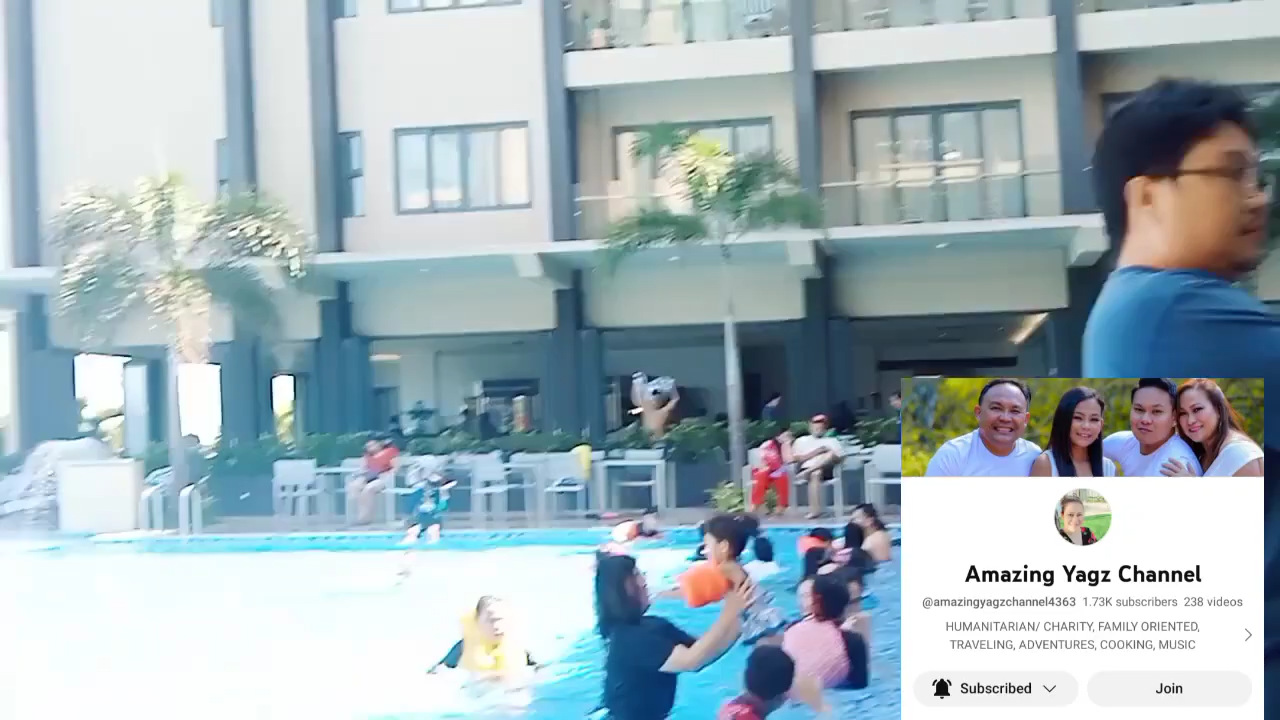 Amazing Yagz Channel
@amazingyagzchannel4363 1.73K subscribers 238 videos
HUMANITARIAN/ CHARITY, FAMILY ORIENTED,
TRAVELING, ADVENTURES, COOKING, MUSIC
Subscribed
Join